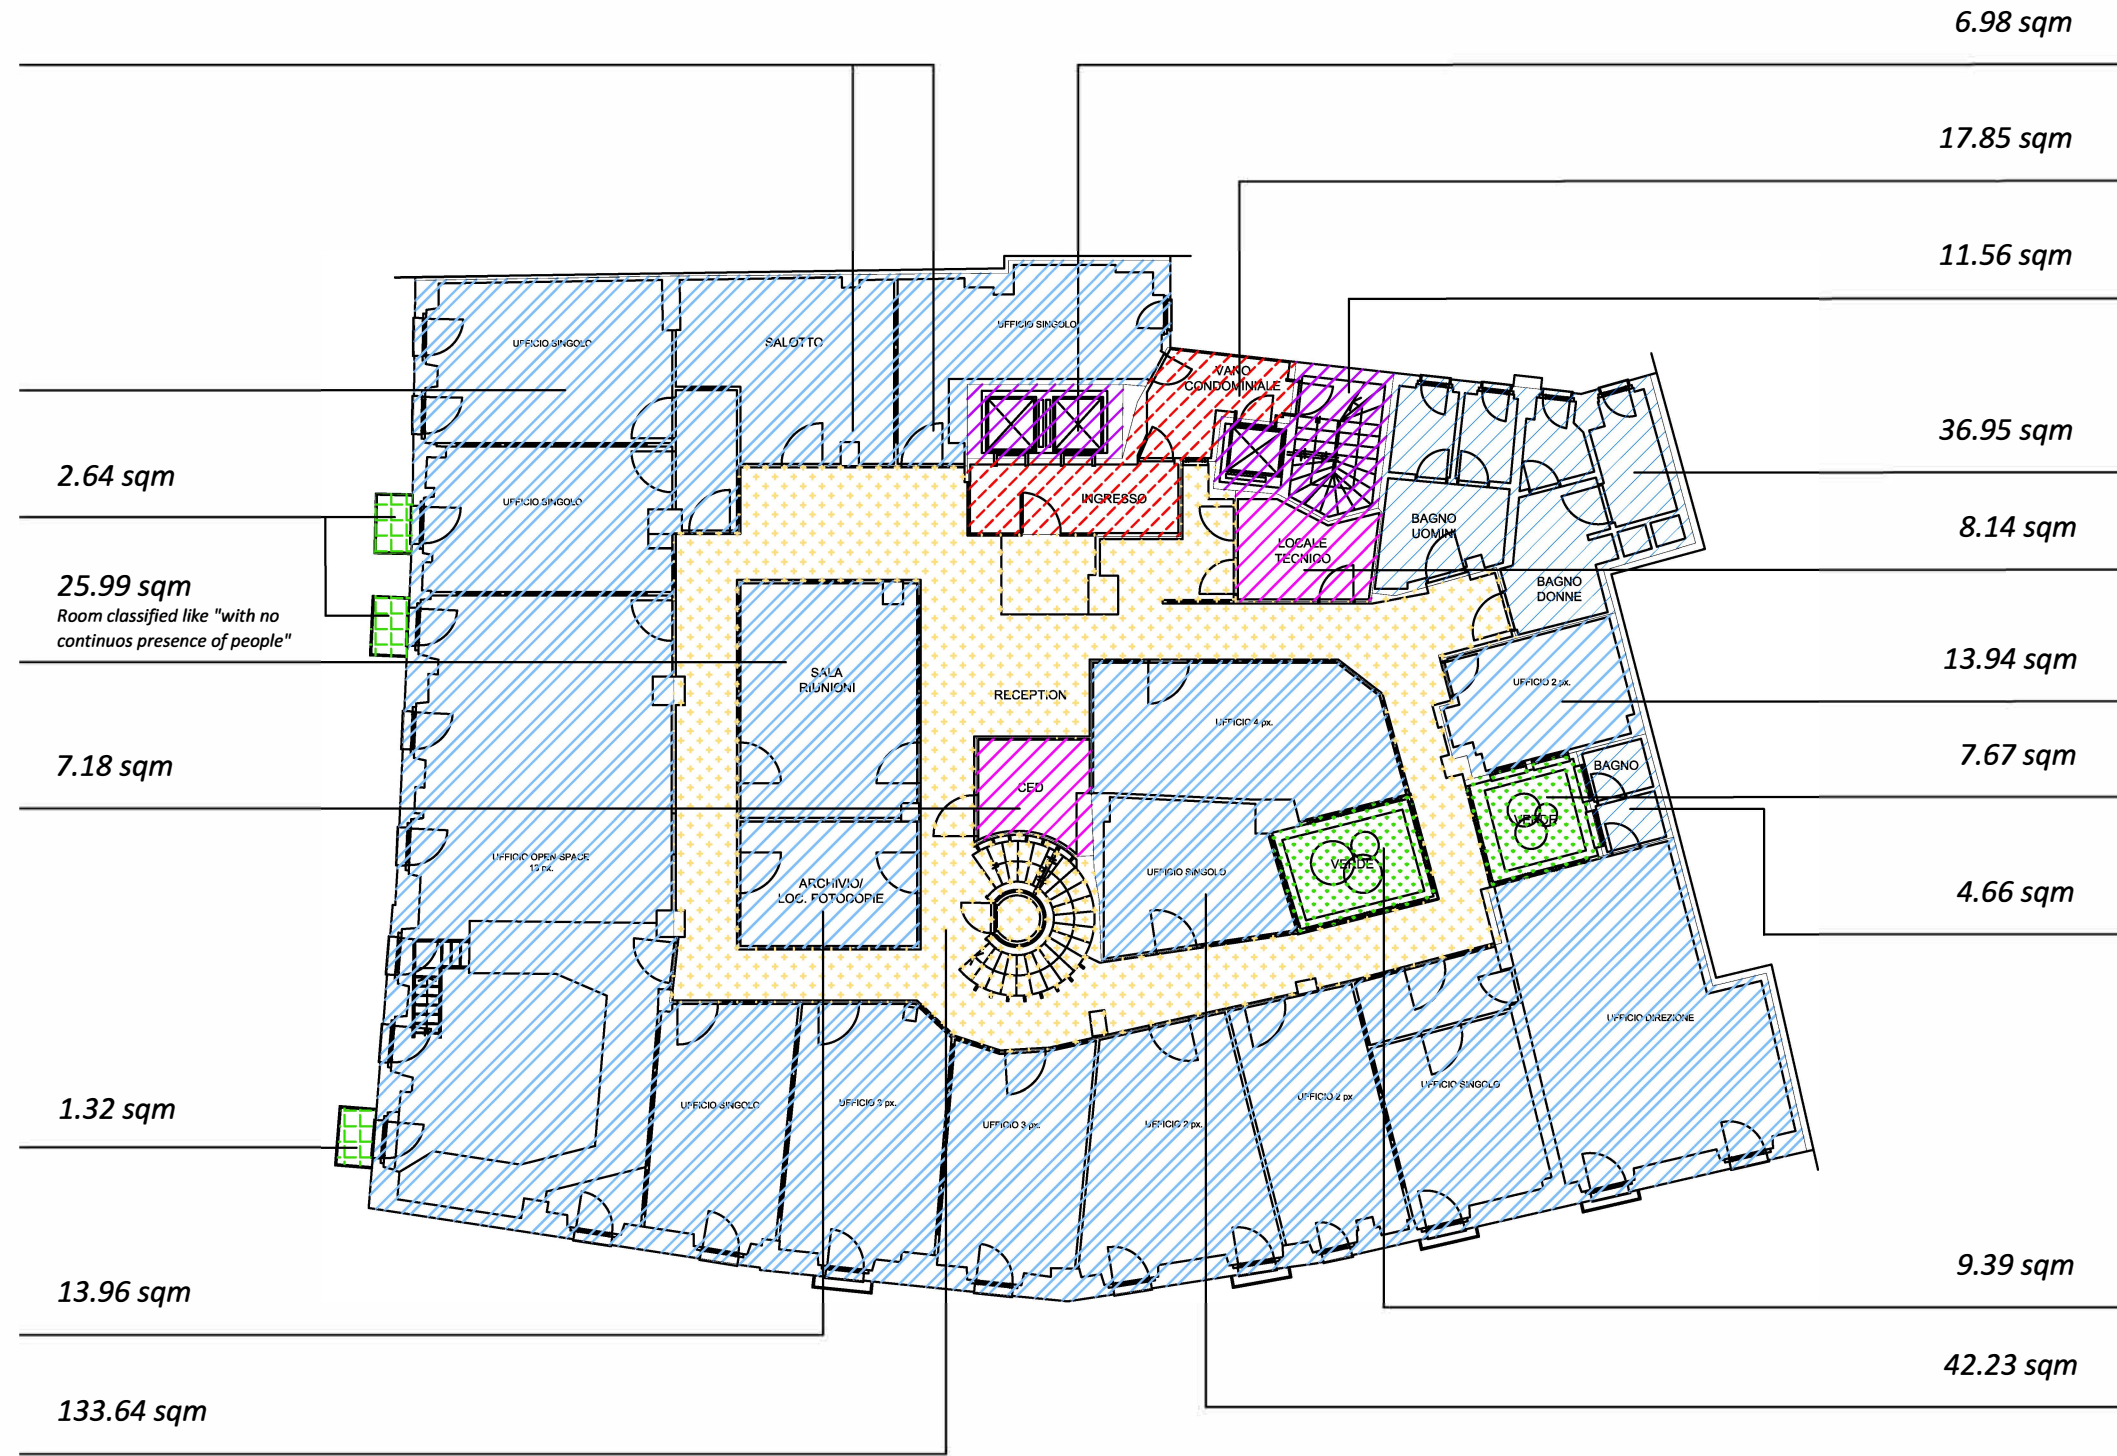 6.98 sqm
17.85 sqm
11.56 sqm
UFFICIO SINGOLO
SALOTTO
UFFICIO SINGOLO
VANO
CONDOMINIALE
36.95 sqm
2.64 sqm
UFFICIO SINGOLO
INGRESSO
BAGNO
UOMINI
8.14 sqm
LOCALE
TECNICO
25.99 sqm
Room classified like "with no
continuos presence of people"
BAGNO
DONNE
13.94 sqm
SALA
RIUNIONI
RECEPTION
UFFICIO 4 px.
UFFICIO 2 px.
7.18 sqm
CED
BAGNO
7.67 sqm
VERDE
UFFICIO OPEN SPACE
13 px.
ARCHIVIO/
LOC. FOTOCOPIE
UFFICIO SINGOLO
VERDE
4.66 sqm
UFFICIO DIREZIONE
1.32 sqm
UFFICIO SINGOLO
UFFICIO 3 px.
UFFICIO 3 px.
UFFICIO 2 px.
UFFICIO 2 px
UFFICIO SINGOLO
13.96 sqm
9.39 sqm
133.64 sqm
42.23 sqm